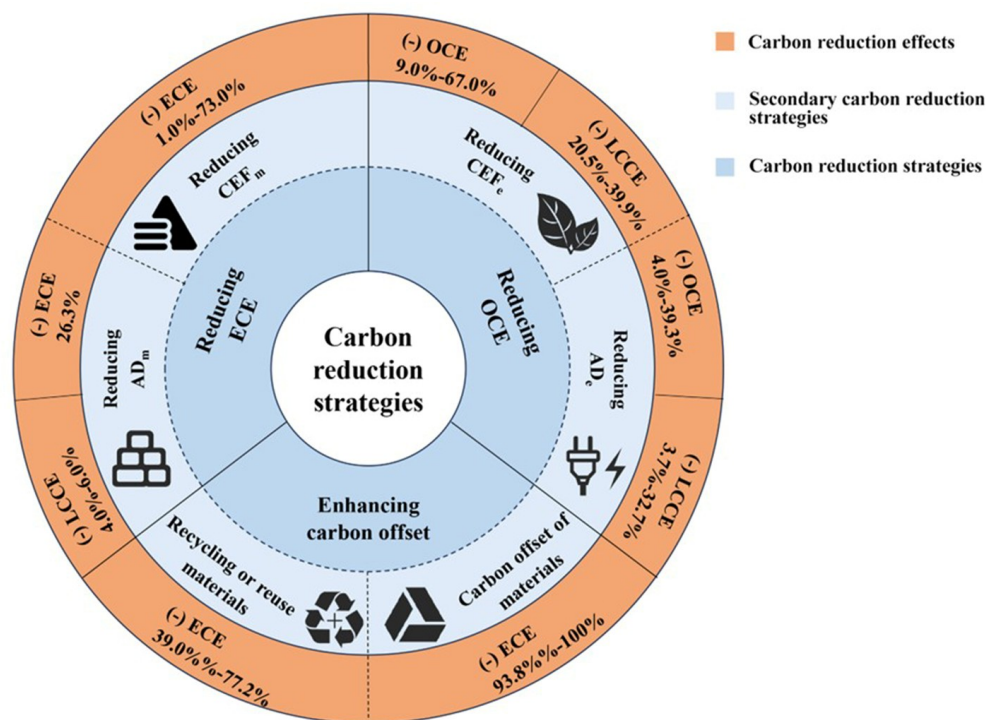 Carbon reduction effects
Secondary carbon reduction
strategies
Carbon reduction strategies
Carbon
reduction
strategies
Reducing
ECE
Reducing
OCE
Enhancing
carbon offset
Reducing
CEFₘ
Reducing
CEFₑ
Reducing
ADₑ
Carbon offset of
materials
Recycling or reuse
materials
Reducing
ADₘ
(-) ECE
1.0%-73.0%
(-) OCE
9.0%-67.0%
(-) LCCE
20.5%-39.9%
(-) OCE
4.0%-39.3%
(-) LCCE
3.7%-32.7%
(-) ECE
93.8%%-100%
(-) ECE
39.0%%-77.2%
(-) LCCE
4.0%%-6.0%
(-) ECE
26.3%